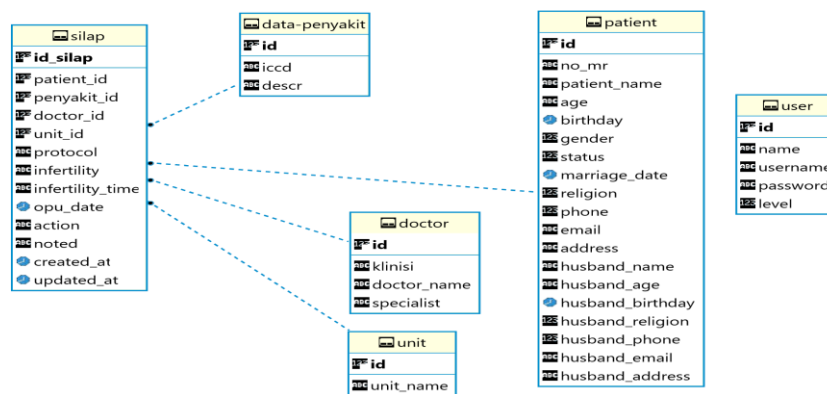 silap
id_silap
patient_id
penyakit_id
doctor_id
unit_id
protocol
infertility
infertility_time
opu_date
action
noted
created_at
updated_at
data-penyakit
id
iccd
descr
doctor
id
klinisi
doctor_name
specialist
unit
id
unit_name
patient
id
no_mr
patient_name
age
birthday
gender
status
marriage_date
religion
phone
email
address
husband_name
husband_age
husband_birthday
husband_religion
husband_phone
husband_email
husband_address
user
id
name
username
password
level